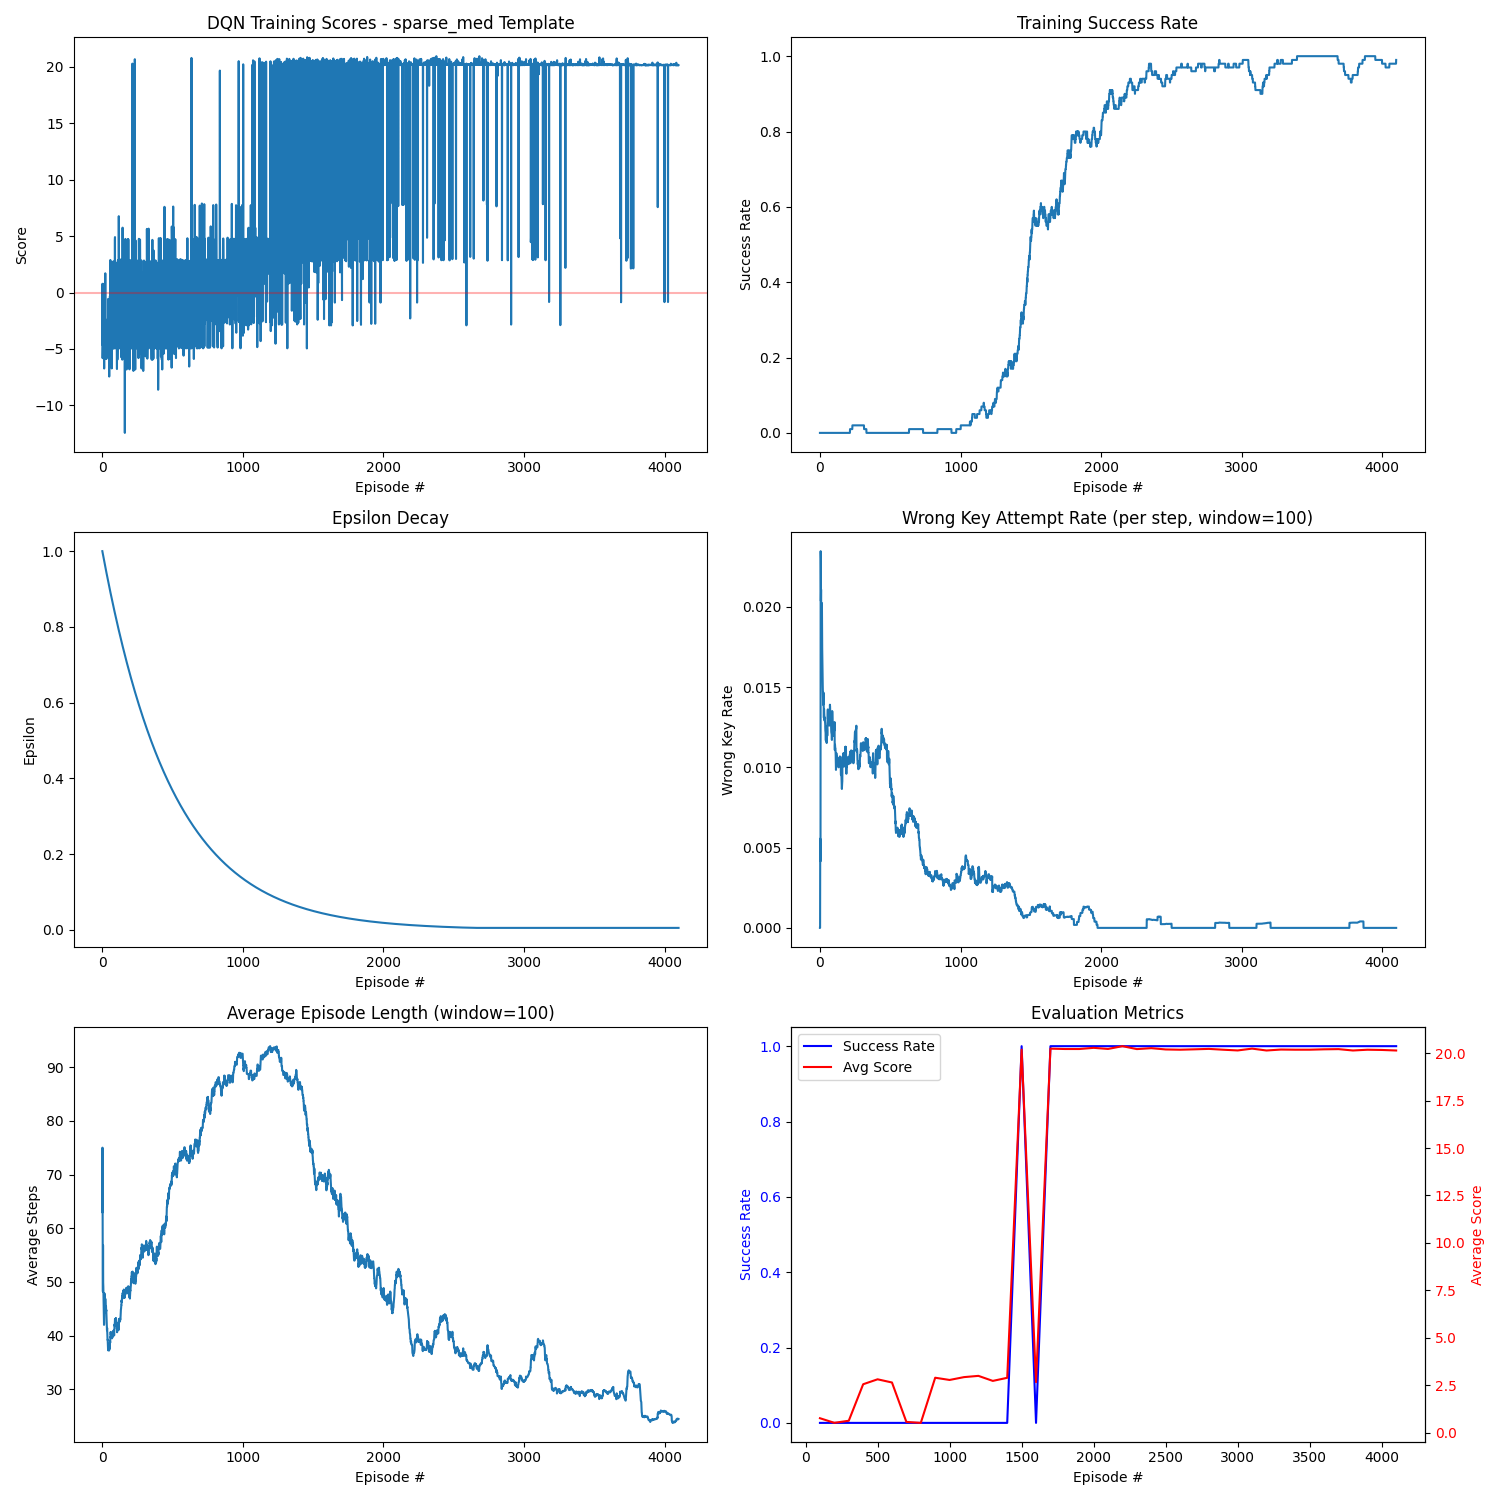 DQN Training Scores - sparse_med Template
Score
20
15
10
5
0
−5
−10
0 1000 2000 3000 4000
Episode #
Training Success Rate
Success Rate
1.0
0.8
0.6
0.4
0.2
0.0
0 1000 2000 3000 4000
Episode #
Epsilon Decay
Epsilon
1.0
0.8
0.6
0.4
0.2
0.0
0 1000 2000 3000 4000
Episode #
Wrong Key Attempt Rate (per step, window=100)
Wrong Key Rate
0.020
0.015
0.010
0.005
0.000
0 1000 2000 3000 4000
Episode #
Average Episode Length (window=100)
Average Steps
90
80
70
60
50
40
30
0 1000 2000 3000 4000
Episode #
Evaluation Metrics
Success Rate
Avg Score
Success Rate
1.0
0.8
0.6
0.4
0.2
0.0
Average Score
20.0
17.5
15.0
12.5
10.0
7.5
5.0
2.5
0.0
0 500 1000 1500 2000 2500 3000 3500 4000
Episode #